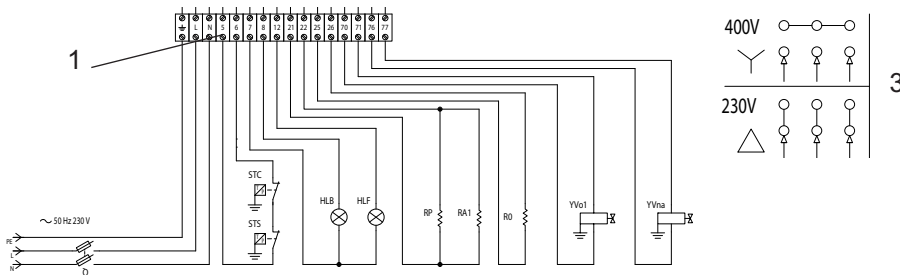 L N 5 6 7 8 12 21 22 25 26 70 71 76 77
1
400V
3
230V
STC
STS
HLB
HLF
RP
RA1
R0
YVo1
YVna
~ 50 Hz 230 V
PE
L
N
Q